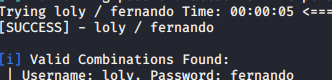 Trying loly / fernando Time: 00:00:05 <===
[SUCCESS] - loly / fernando
[i] Valid Combinations Found:
| Username: loly, Password: fernando